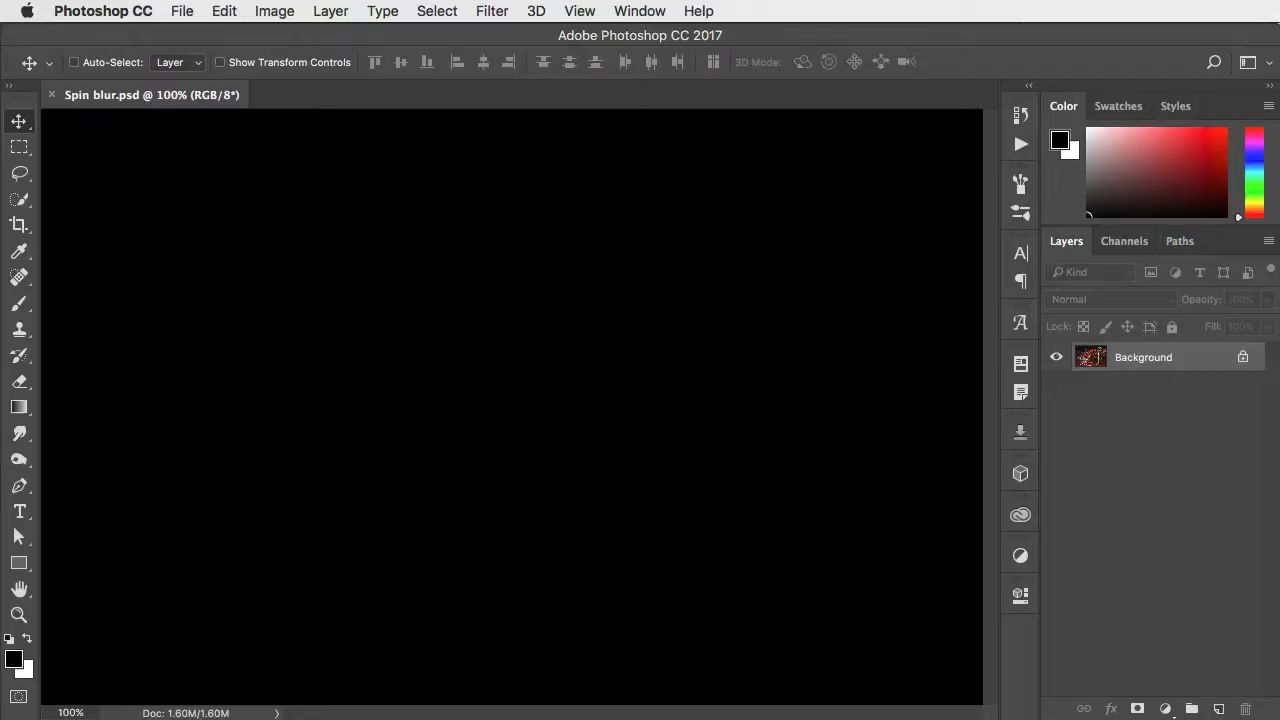 Photoshop CC File Edit Image Layer Type Select Filter 3D View Window Help
Adobe Photoshop CC 2017
Auto-Select: Layer Show Transform Controls 3D Mode:
Spin blur.psd @ 100% (RGB/8*)
Color Swatches Styles
Layers Channels Paths
Kind
Normal Opacity: 100%
Lock: Fill: 100%
Background
100% Doc: 1.60M/1.60M